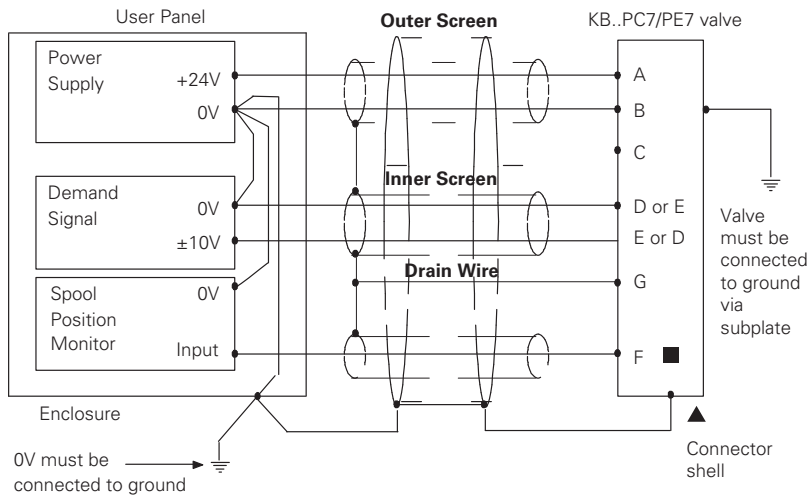 User Panel
Outer Screen
KB..PC7/PE7 valve
Power
Supply
+24V
0V
A
B
C
Inner Screen
Demand
Signal
0V
±10V
D or E
E or D
Valve
must be
connected
to ground
via
subplate
Drain Wire
G
Spool
Position
Monitor
0V
Input
F
Enclosure
Connector
shell
0V must be
connected to ground